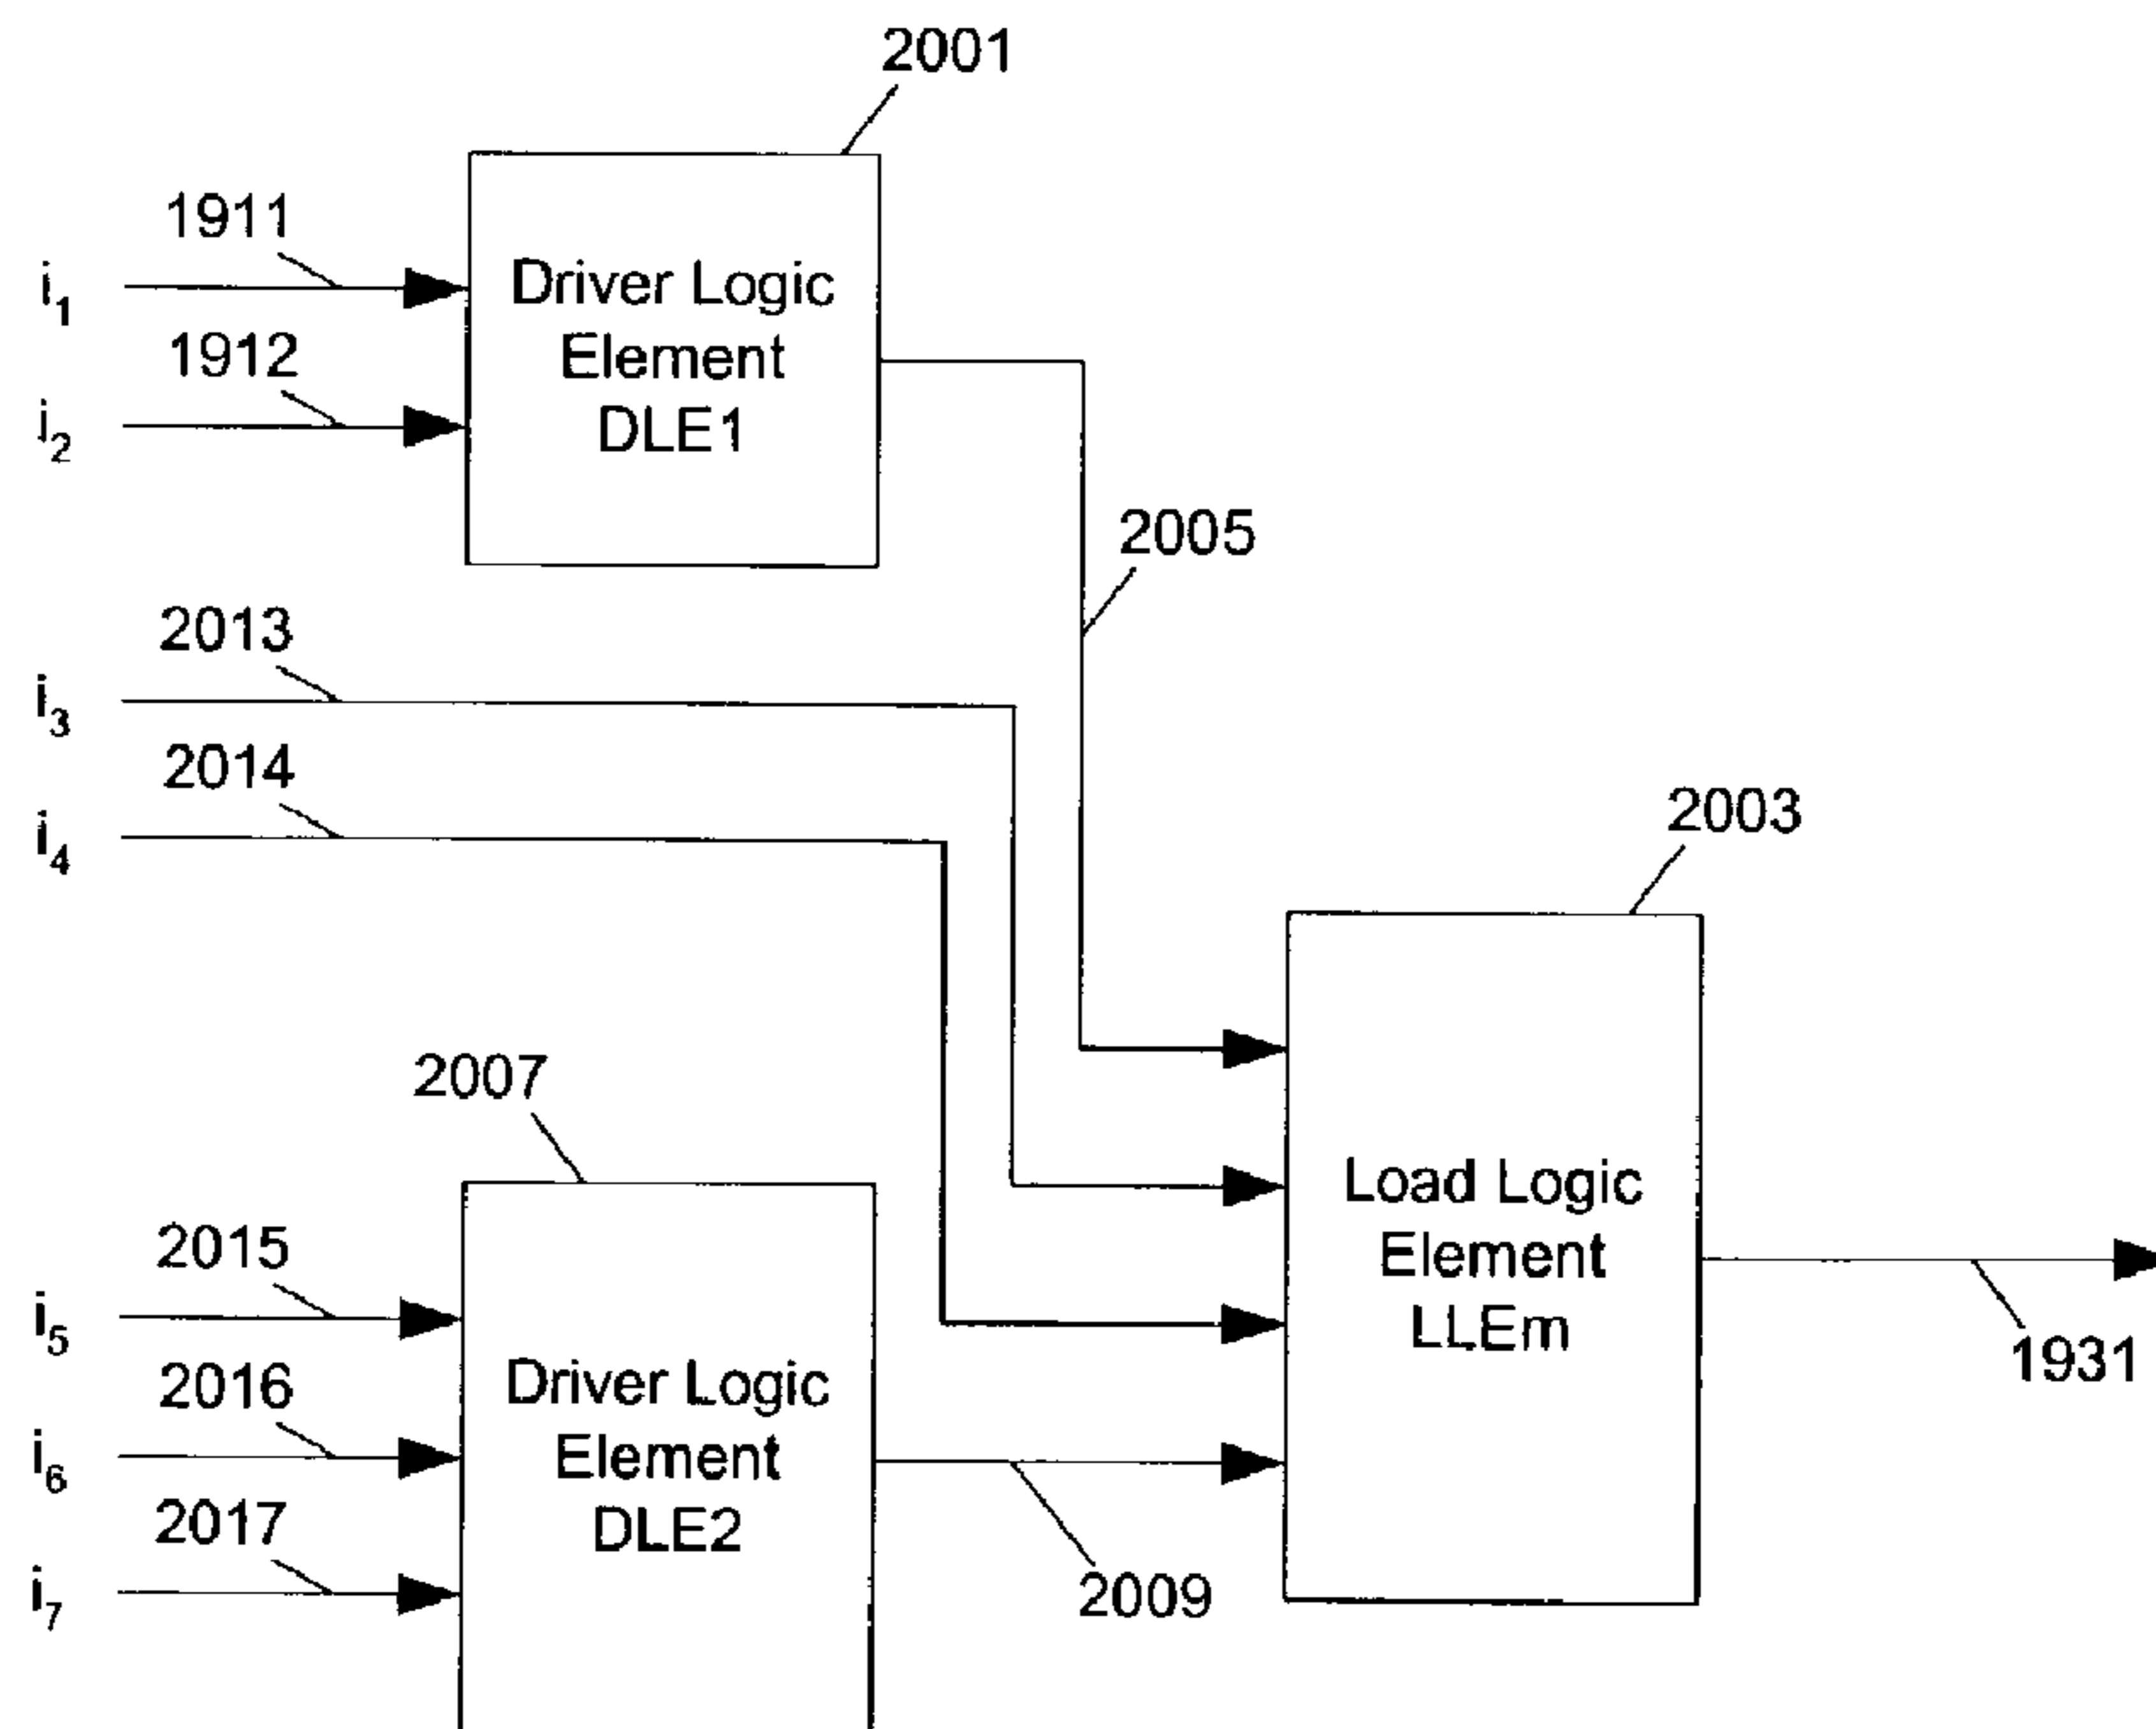 2001
1911
i1
Driver Logic
Element
DLE1
1912
i2
2005
2013
i3
2014
i4
2003
2007
Load Logic
Element
LLEm
2015
i5
1931
Driver Logic
Element
DLE2
2016
i6
2017
i7
2009